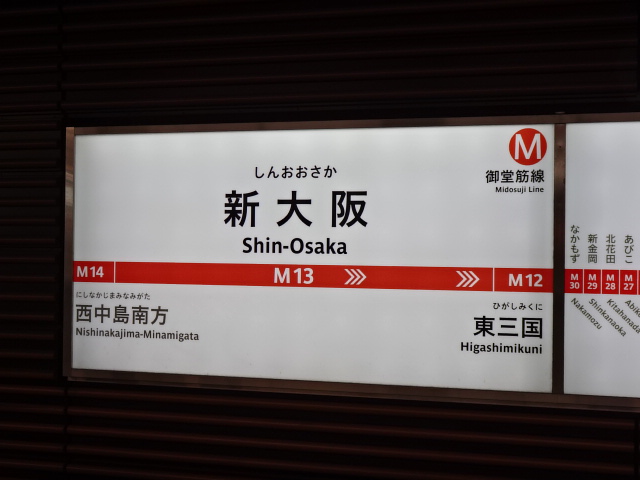 しんおおさか
新大阪
Shin-Osaka
M
御堂筋線
Midosuji Line
M14
M13
M12
にしなかじまみなみがた
西中島南方
Nishinakajima-Minamigata
ひがしみくに
東三国
Higashimikuni
なかもず
新金岡
北花田
あびこ
M30
M29
M28
M27
Nakamozu
Shinkanaoka
Kitahanada